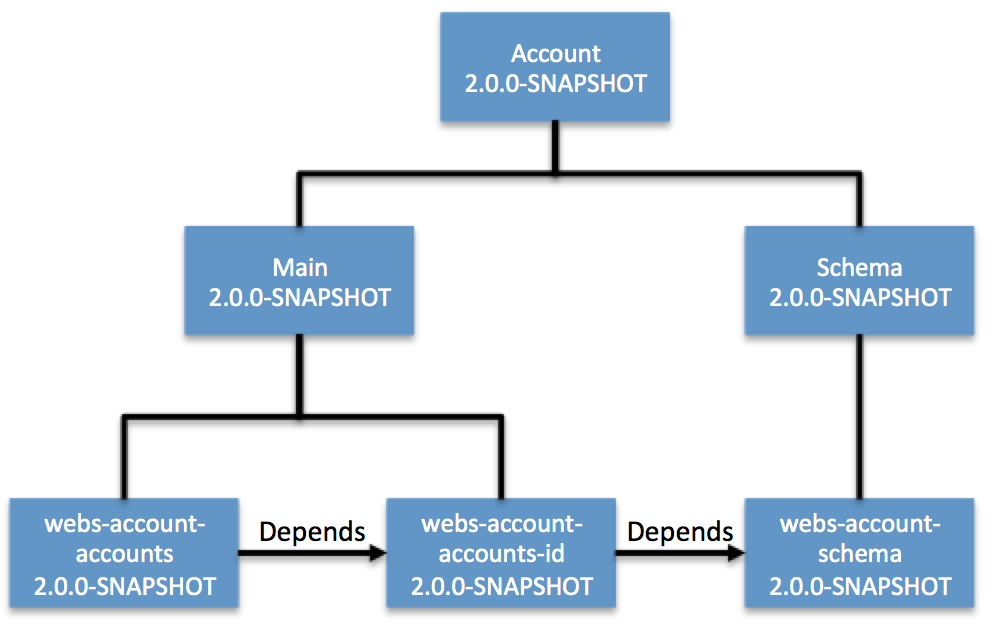 Account
2.0.0-SNAPSHOT
Main
2.0.0-SNAPSHOT
Schema
2.0.0-SNAPSHOT
webs-account-
accounts
2.0.0-SNAPSHOT
Depends
webs-account-
accounts-id
2.0.0-SNAPSHOT
Depends
webs-account-
schema
2.0.0-SNAPSHOT